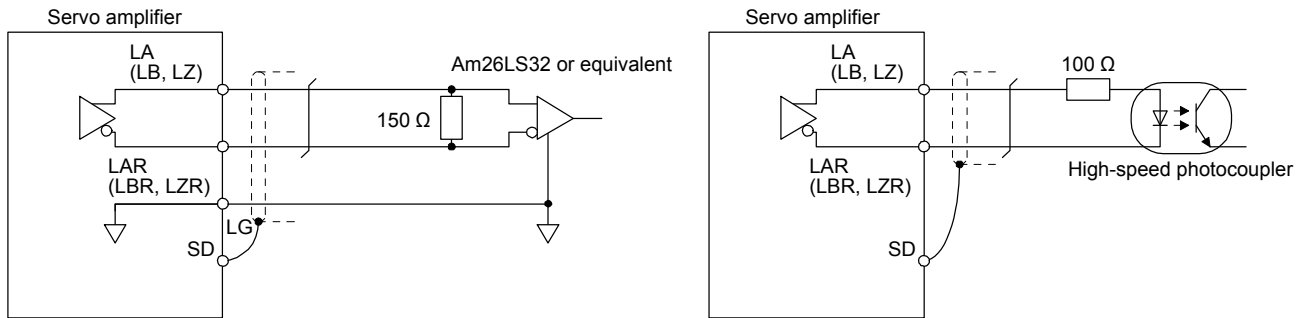 Servo amplifier
LA
(LB, LZ)
Am26LS32 or equivalent
150 Ω
LAR
(LBR, LZR)
LG
SD
Servo amplifier
LA
(LB, LZ)
100 Ω
LAR
(LBR, LZR)
High-speed photocoupler
SD